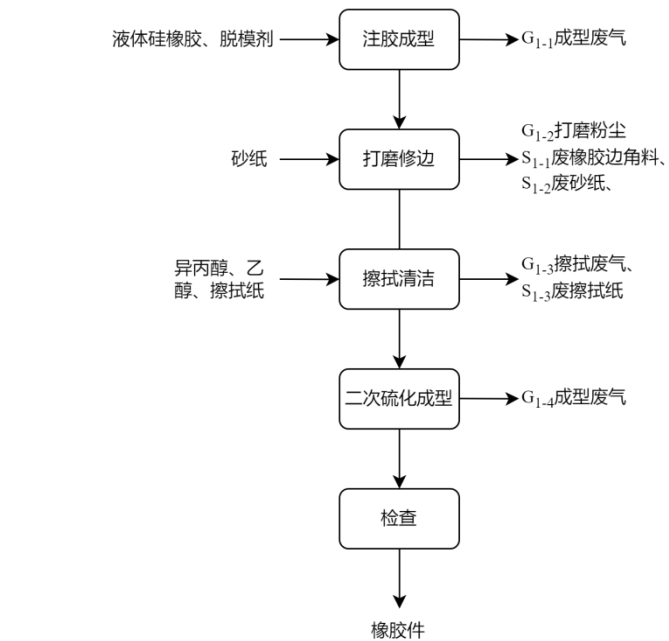 液体硅橡胶、脱模剂
注胶成型
G1-1成型废气
砂纸
打磨修边
G1-2打磨粉尘
S1-1废橡胶边角料、
S1-2废砂纸、
异丙醇、乙
醇、擦拭纸
擦拭清洁
G1-3擦拭废气、
S1-3废擦拭纸
二次硫化成型
G1-4成型废气
检查
橡胶件